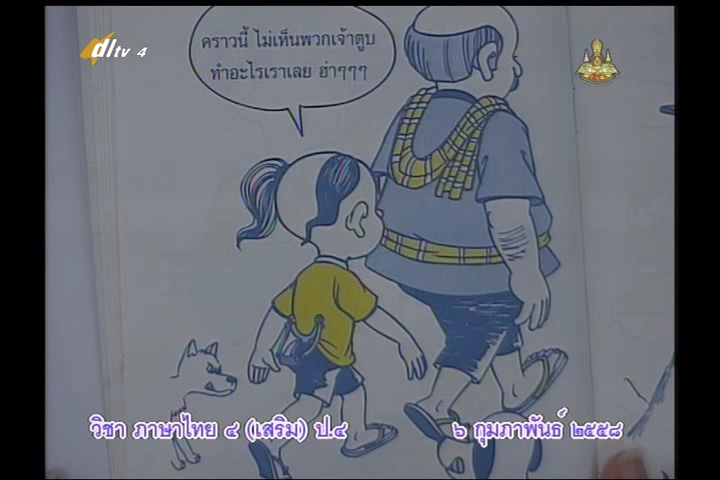 dltv 4
คราวนี้ ไม่เห็นพวกเจ้าตูบ
ทำอะไรเราเลย ฮ่าๆๆๆ
วิชา ภาษาไทย ๔ (เสริม) ป.๔
๖ กุมภาพันธ์ ๒๕๕๘